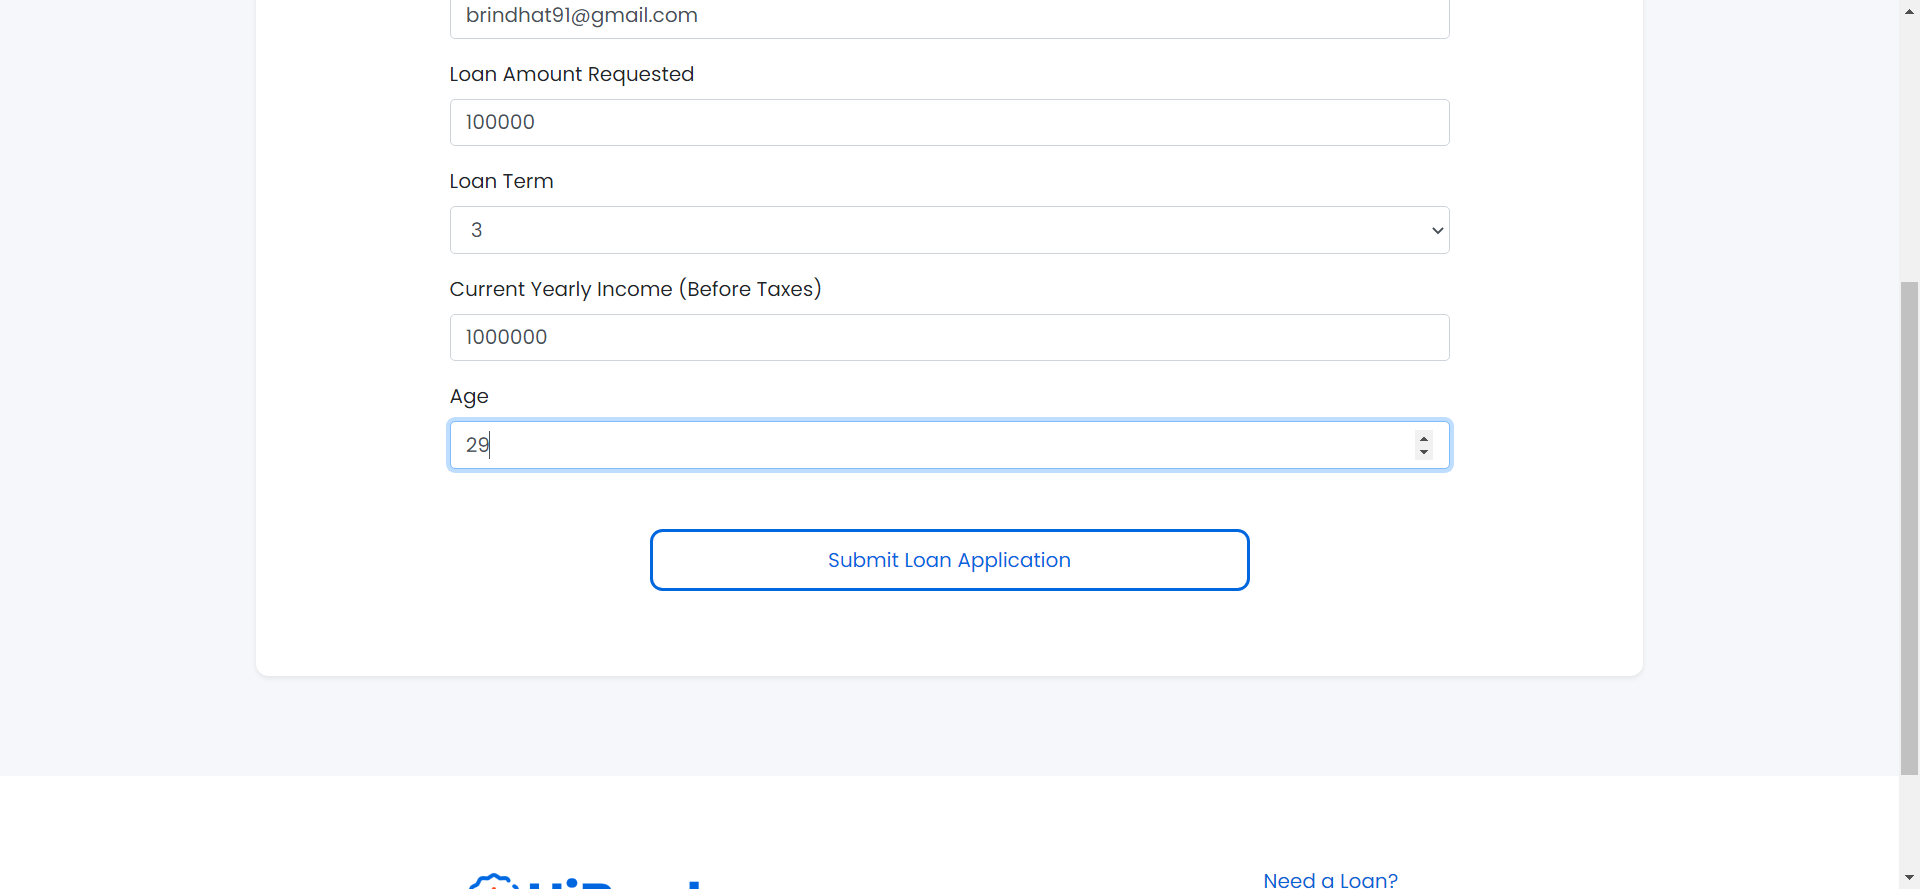 brindhat91@gmail.com
Loan Amount Requested
100000
Loan Term
3
Current Yearly Income (Before Taxes)
1000000
Age
29
Submit Loan Application
Need a Loan?